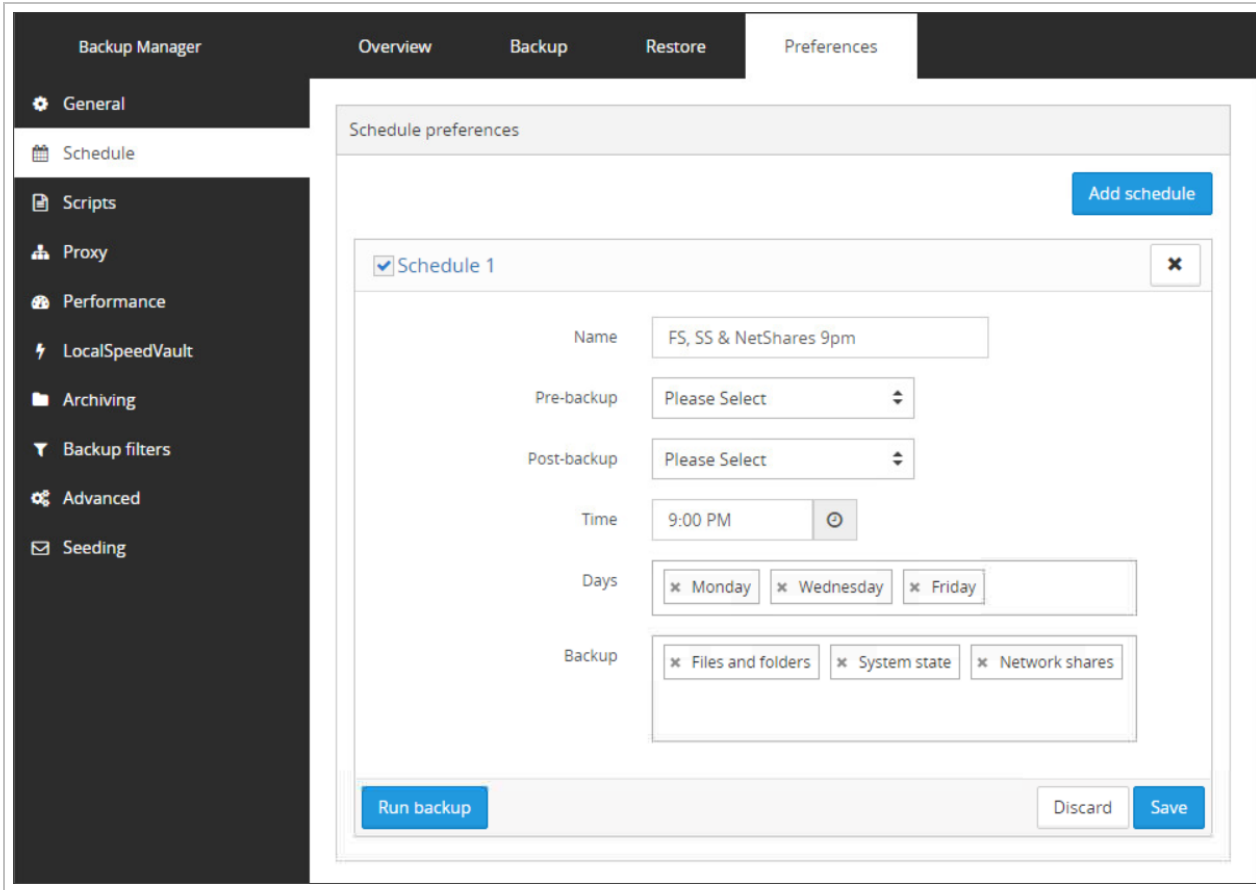 Backup Manager
Overview Backup Restore Preferences
General
Schedule
Scripts
Proxy
Performance
LocalSpeedVault
Archiving
Backup filters
Advanced
Seeding
Schedule preferences
Add schedule
Schedule 1
Name FS, SS & NetShares 9pm
Pre-backup Please Select
Post-backup Please Select
Time 9:00 PM
Days Monday Wednesday Friday
Backup Files and folders System state Network shares
Run backup Discard Save